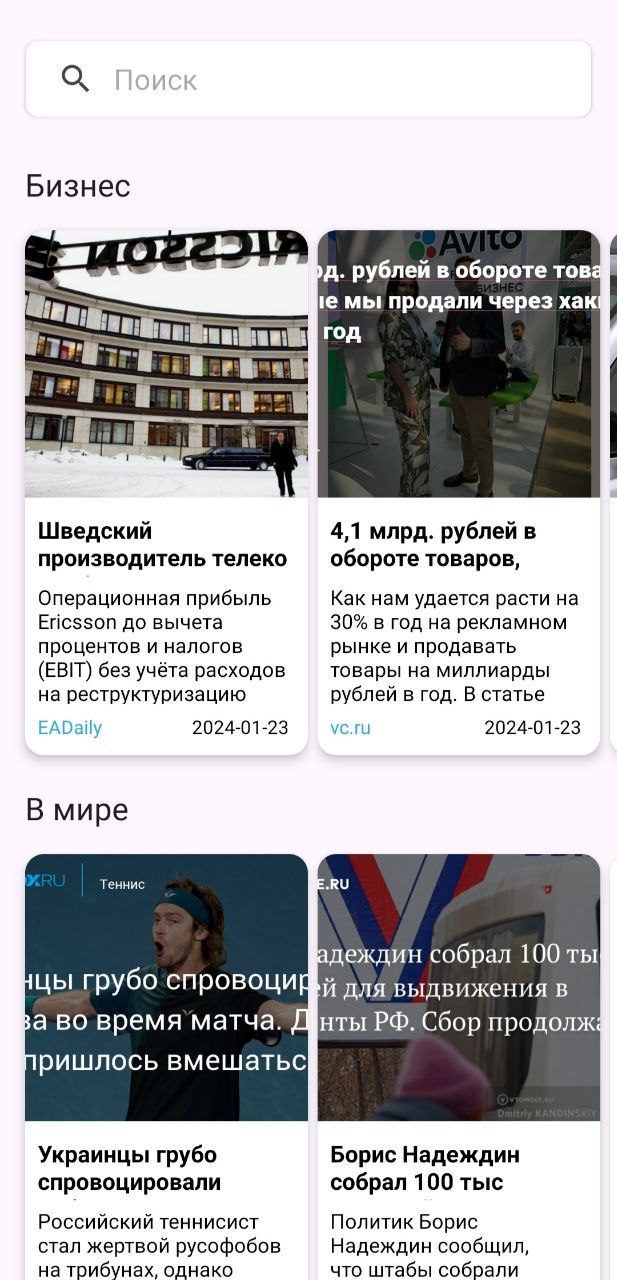 Поиск
Бизнес
ERICSSON
Avito
БИЗНЕС
рд. рублей в обороте това
ые мы продали через хак
год
Шведский
производитель телеко
Операционная прибыль
Ericsson до вычета
процентов и налогов
(EBIT) без учёта расходов
на реструктуризацию
EADaily
2024-01-23
4,1 млрд. рублей в
обороте товаров,
Как нам удается расти на
30% в год на рекламном
рынке и продавать
товары на миллиарды
рублей в год. В статье
vc.ru
2024-01-23
В мире
OX.RU
Теннис
нцы грубо спровоцир
ва во время матча. Д
пришлось вмешатьс
E.RU
адеждин собрал 100 ты
ей для выдвижения в
нты РФ. Сбор продолжа
VTOMSKE.RU
Dmitriy KANDINSKIY
Украинцы грубо
спровоцировали
Российский теннисист
стал жертвой русофобов
на трибунах, однако
Борис Надеждин
собрал 100 тыс
Политик Борис
Надеждин сообщил,
что штабы собрали